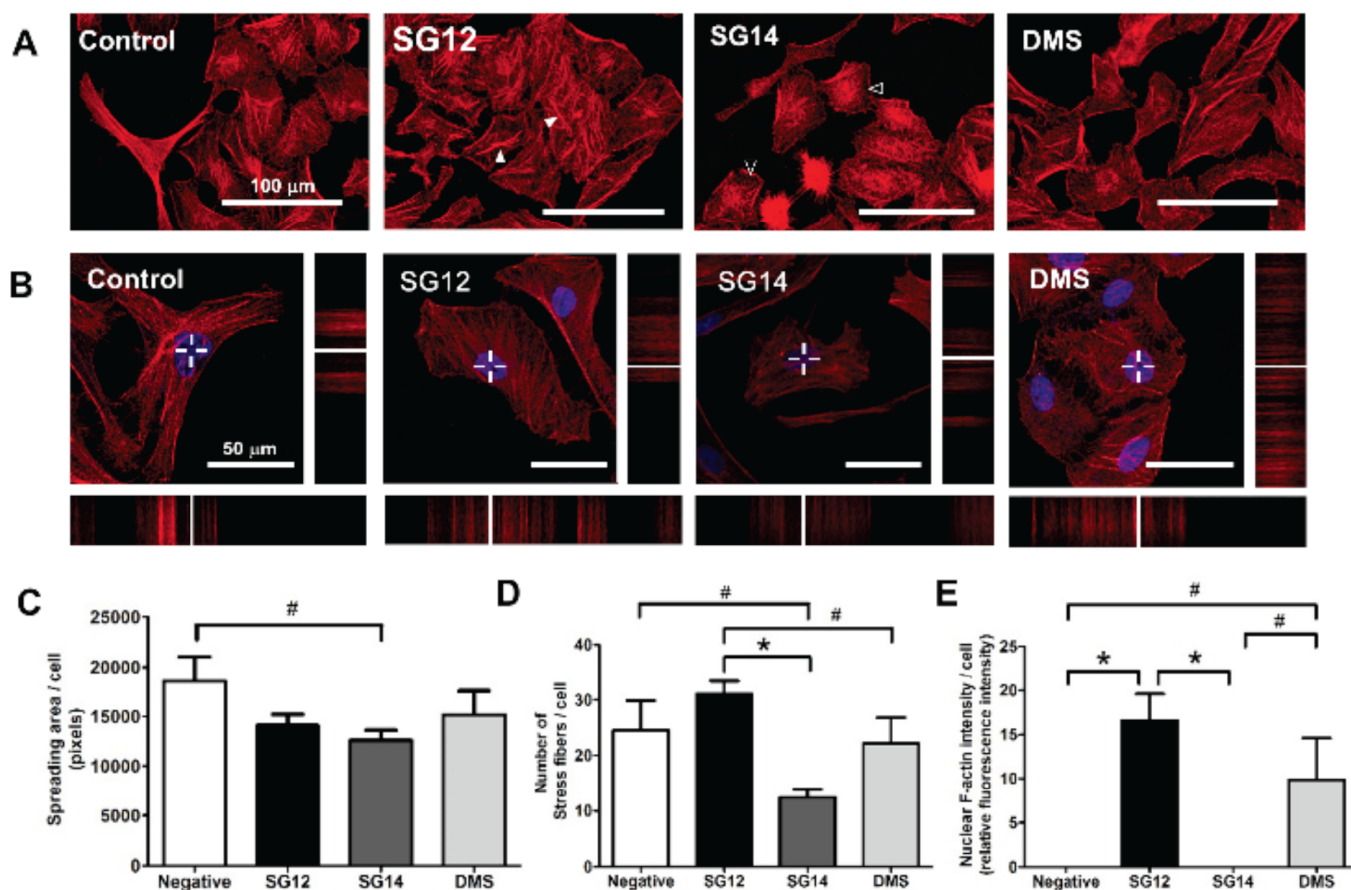 A
Control
SG12
SG14
DMS
100 μm
B
Control
SG12
SG14
DMS
50 μm
C
#
Spreading area / cell
(pixels)
25000
20000
15000
10000
5000
0
Negative
SG12
SG14
DMS
D
#
#
*
Number of
Stress fibers / cell
40
30
20
10
0
Negative
SG12
SG14
DMS
E
#
#
*
*
Nuclear F-actin intensity / cell
(relative fluorescence intensity)
25
20
15
10
5
0
Negative
SG12
SG14
DMS